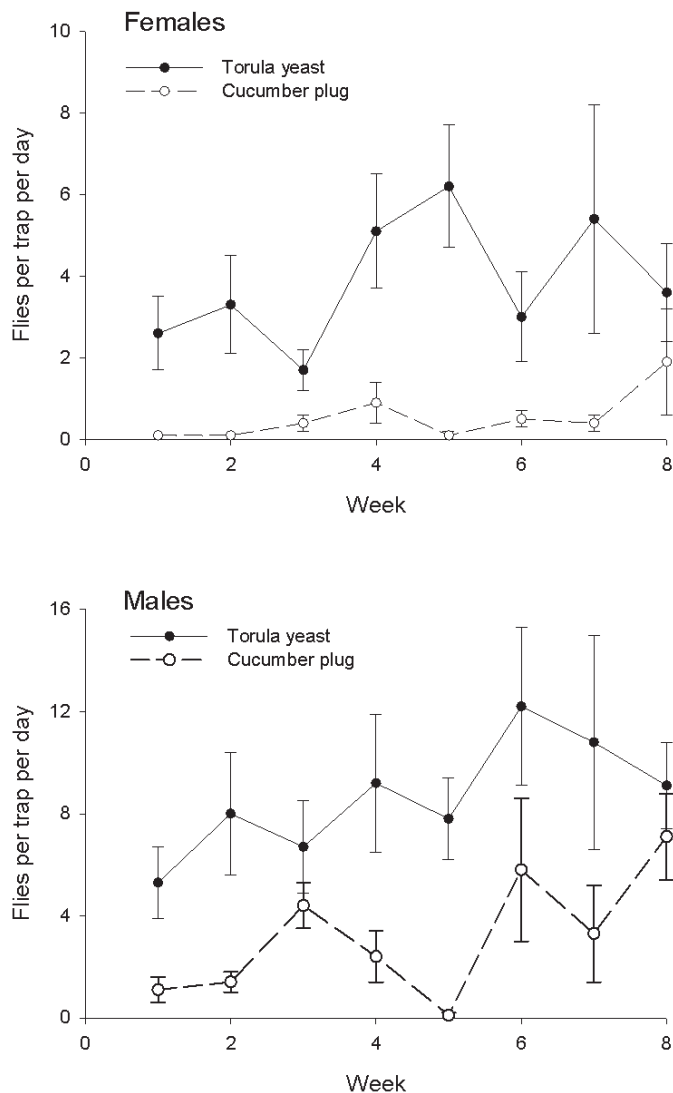 Females
Torula yeast
Cucumber plug
Flies per trap per day
10
8
6
4
2
0
0 2 4 6 8
Week
Males
Torula yeast
Cucumber plug
Flies per trap per day
16
12
8
4
0
0 2 4 6 8
Week